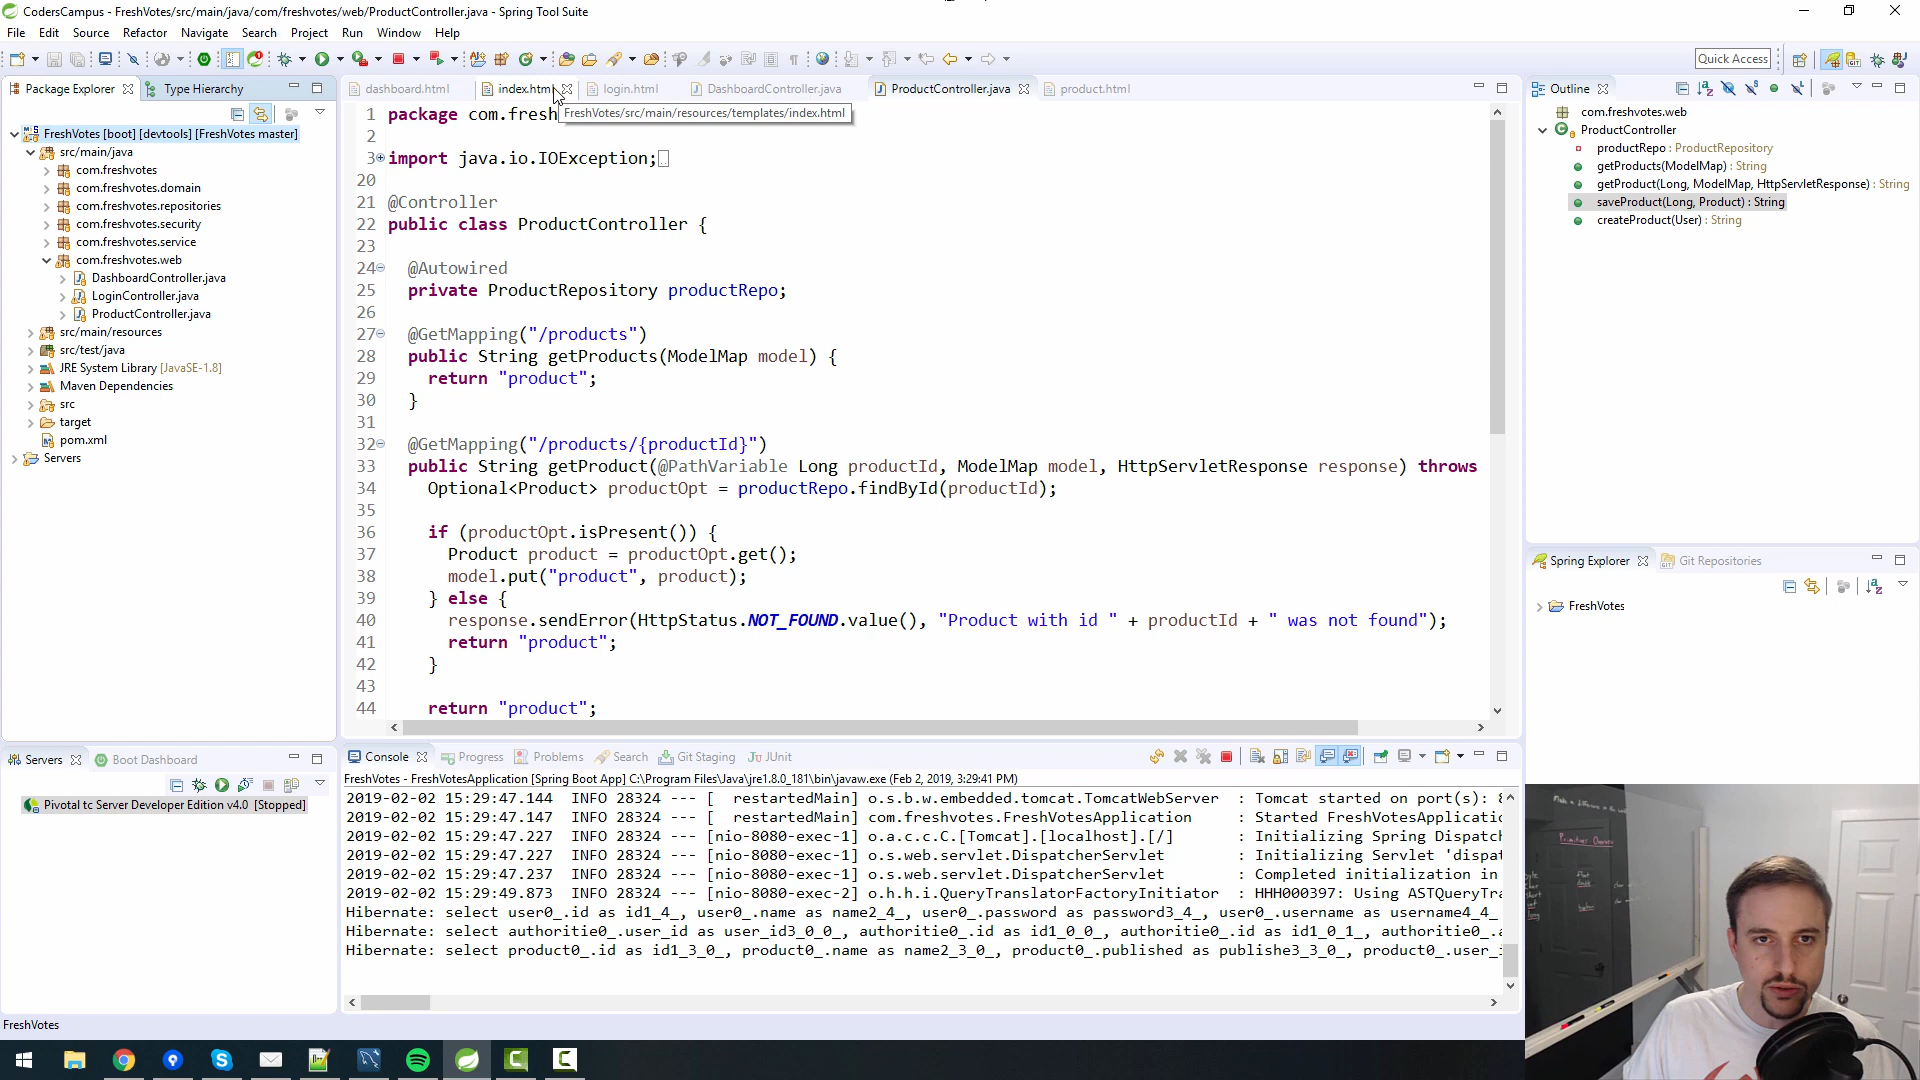 CodersCampus - FreshVotes/src/main/java/com/freshvotes/web/ProductController.java - Spring Tool Suite
File Edit Source Refactor Navigate Search Project Run Window Help
Quick Access
Package Explorer
Type Hierarchy
FreshVotes [boot] [devtools] [FreshVotes master]
src/main/java
com.freshvotes
com.freshvotes.domain
com.freshvotes.repositories
com.freshvotes.security
com.freshvotes.service
com.freshvotes.web
DashboardController.java
LoginController.java
ProductController.java
src/main/resources
src/test/java
JRE System Library [JavaSE-1.8]
Maven Dependencies
src
target
pom.xml
Servers
dashboard.html index.html login.html DashboardController.java ProductController.java product.html
FreshVotes/src/main/resources/templates/index.html
1 package com.fresh
2
3 import java.io.IOException;
20
21 @Controller
22 public class ProductController {
23
24 @Autowired
25 private ProductRepository productRepo;
26
27 @GetMapping("/products")
28 public String getProducts(ModelMap model) {
29 return "product";
30 }
31
32 @GetMapping("/products/{productId}")
33 public String getProduct(@PathVariable Long productId, ModelMap model, HttpServletResponse response) throws
34 Optional<Product> productOpt = productRepo.findById(productId);
35
36 if (productOpt.isPresent()) {
37 Product product = productOpt.get();
38 model.put("product", product);
39 } else {
40 response.sendError(HttpStatus.NOT_FOUND.value(), "Product with id " + productId + " was not found");
41 return "product";
42 }
43
44 return "product";
Outline
com.freshvotes.web
ProductController
productRepo : ProductRepository
getProducts(ModelMap) : String
getProduct(Long, ModelMap, HttpServletResponse) : String
saveProduct(Long, Product) : String
createProduct(User) : String
Spring Explorer
Git Repositories
FreshVotes
Servers
Boot Dashboard
Pivotal tc Server Developer Edition v4.0 [Stopped]
Console Progress Problems Search Git Staging JUnit
FreshVotes - FreshVotesApplication [Spring Boot App] C:\Program Files\Java\jre1.8.0_181\bin\javaw.exe (Feb 2, 2019, 3:29:41 PM)
2019-02-02 15:29:47.144 INFO 28324 --- [ restartedMain] o.s.b.w.embedded.tomcat.TomcatWebServer : Tomcat started on port(s): 8
2019-02-02 15:29:47.147 INFO 28324 --- [ restartedMain] com.freshvotes.FreshVotesApplication : Started FreshVotesApplicatio
2019-02-02 15:29:47.227 INFO 28324 --- [nio-8080-exec-1] o.a.c.c.C.[Tomcat].[localhost].[/] : Initializing Spring Dispatc
2019-02-02 15:29:47.227 INFO 28324 --- [nio-8080-exec-1] o.s.web.servlet.DispatcherServlet : Initializing Servlet 'dispat
2019-02-02 15:29:47.237 INFO 28324 --- [nio-8080-exec-1] o.s.web.servlet.DispatcherServlet : Completed initialization in
2019-02-02 15:29:49.873 INFO 28324 --- [nio-8080-exec-2] o.h.h.i.QueryTranslatorFactoryInitiator : HHH000397: Using ASTQueryTra
Hibernate: select user0_.id as id1_4_, user0_.name as name2_4_, user0_.password as password3_4_, user0_.username as username4_4_
Hibernate: select authoritie0_.user_id as user_id3_0_0_, authoritie0_.id as id1_0_0_, authoritie0_.id as id1_0_1_, authoritie0_.a
Hibernate: select product0_.id as id1_3_0_, product0_.name as name2_3_0_, product0_.published as publishe3_3_0_, product0_.user_i
FreshVotes